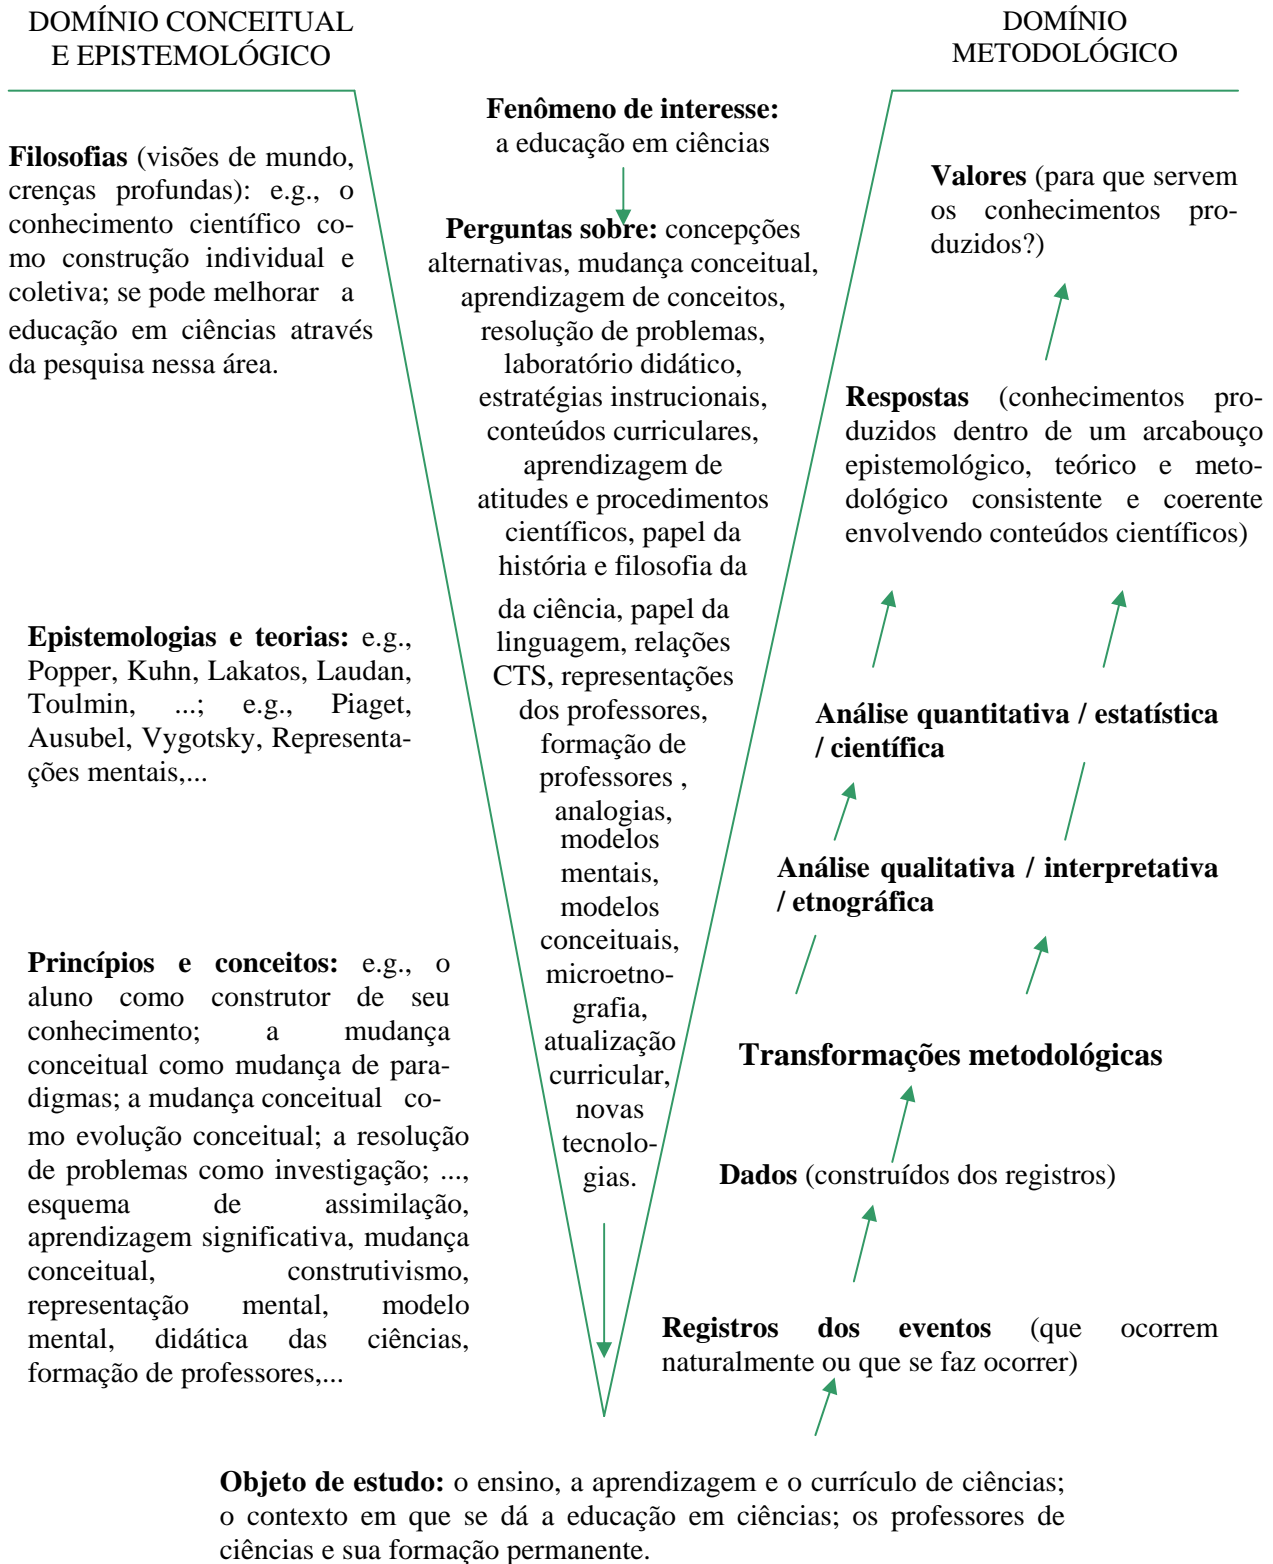 DOMÍNIO CONCEITUAL
E EPISTEMOLÓGICO
Filosofias (visões de mundo,
crenças profundas): e.g., o
conhecimento científico co-
mo construção individual e
coletiva; se pode melhorar a
educação em ciências através
da pesquisa nessa área.
Epistemologias e teorias: e.g.,
Popper, Kuhn, Lakatos, Laudan,
Toulmin, ...; e.g., Piaget,
Ausubel, Vygotsky, Representa-
ções mentais,...
Princípios e conceitos: e.g., o
aluno como construtor de seu
conhecimento; a mudança
conceitual como mudança de para-
digmas; a mudança conceitual co-
mo evolução conceitual; a resolução
de problemas como investigação; ...,
esquema de assimilação,
aprendizagem significativa, mudança
conceitual, construtivismo,
representação mental, modelo
mental, didática das ciências,
formação de professores,...
Fenômeno de interesse:
a educação em ciências
Perguntas sobre: concepções
alternativas, mudança conceitual,
aprendizagem de conceitos,
resolução de problemas,
laboratório didático,
estratégias instrucionais,
conteúdos curriculares,
aprendizagem de
atitudes e procedimentos
científicos, papel da
história e filosofia da
da ciência, papel da
linguagem, relações
CTS, representações
dos professores,
formação de
professores ,
analogias,
modelos
mentais,
modelos
conceituais,
microetno-
grafia,
atualização
curricular,
novas
tecnolo-
gias.
DOMÍNIO
METODOLÓGICO
Valores (para que servem
os conhecimentos pro-
duzidos?)
Respostas (conhecimentos pro-
duzidos dentro de um arcabouço
epistemológico, teórico e meto-
dológico consistente e coerente
envolvendo conteúdos científicos)
Análise quantitativa / estatística
/ científica
Análise qualitativa / interpretativa
/ etnográfica
Transformações metodológicas
Dados (construídos dos registros)
Registros dos eventos (que ocorrem
naturalmente ou que se faz ocorrer)
Objeto de estudo: o ensino, a aprendizagem e o currículo de ciências;
o contexto em que se dá a educação em ciências; os professores de
ciências e sua formação permanente.